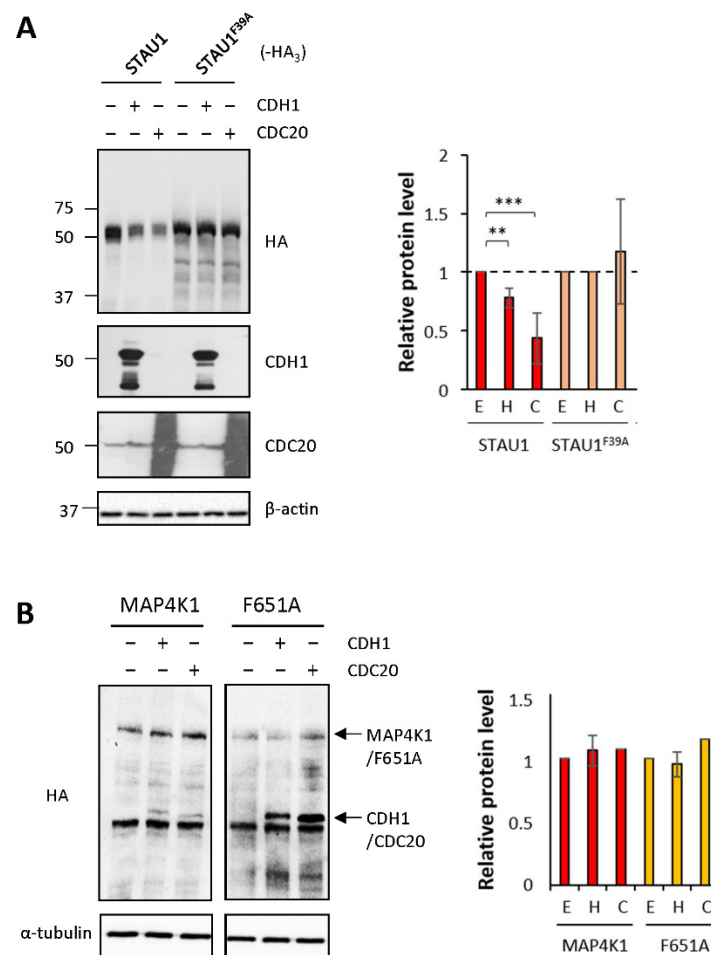 A
STAU1 STAU1F39A (-HA3)
– + – – + – CDH1
– – + – – + CDC20
75
50
37
HA
50
CDH1
50
CDC20
37
β-actin
Relative protein level
2
1.5
1
0.5
0
***
**
E H C E H C
STAU1 STAU1F39A
B
MAP4K1 F651A
– + – – + – CDH1
– – + – – + CDC20
HA
MAP4K1
/F651A
CDH1
/CDC20
α-tubulin
Relative protein level
1.5
1
0.5
0
E H C E H C
MAP4K1 F651A